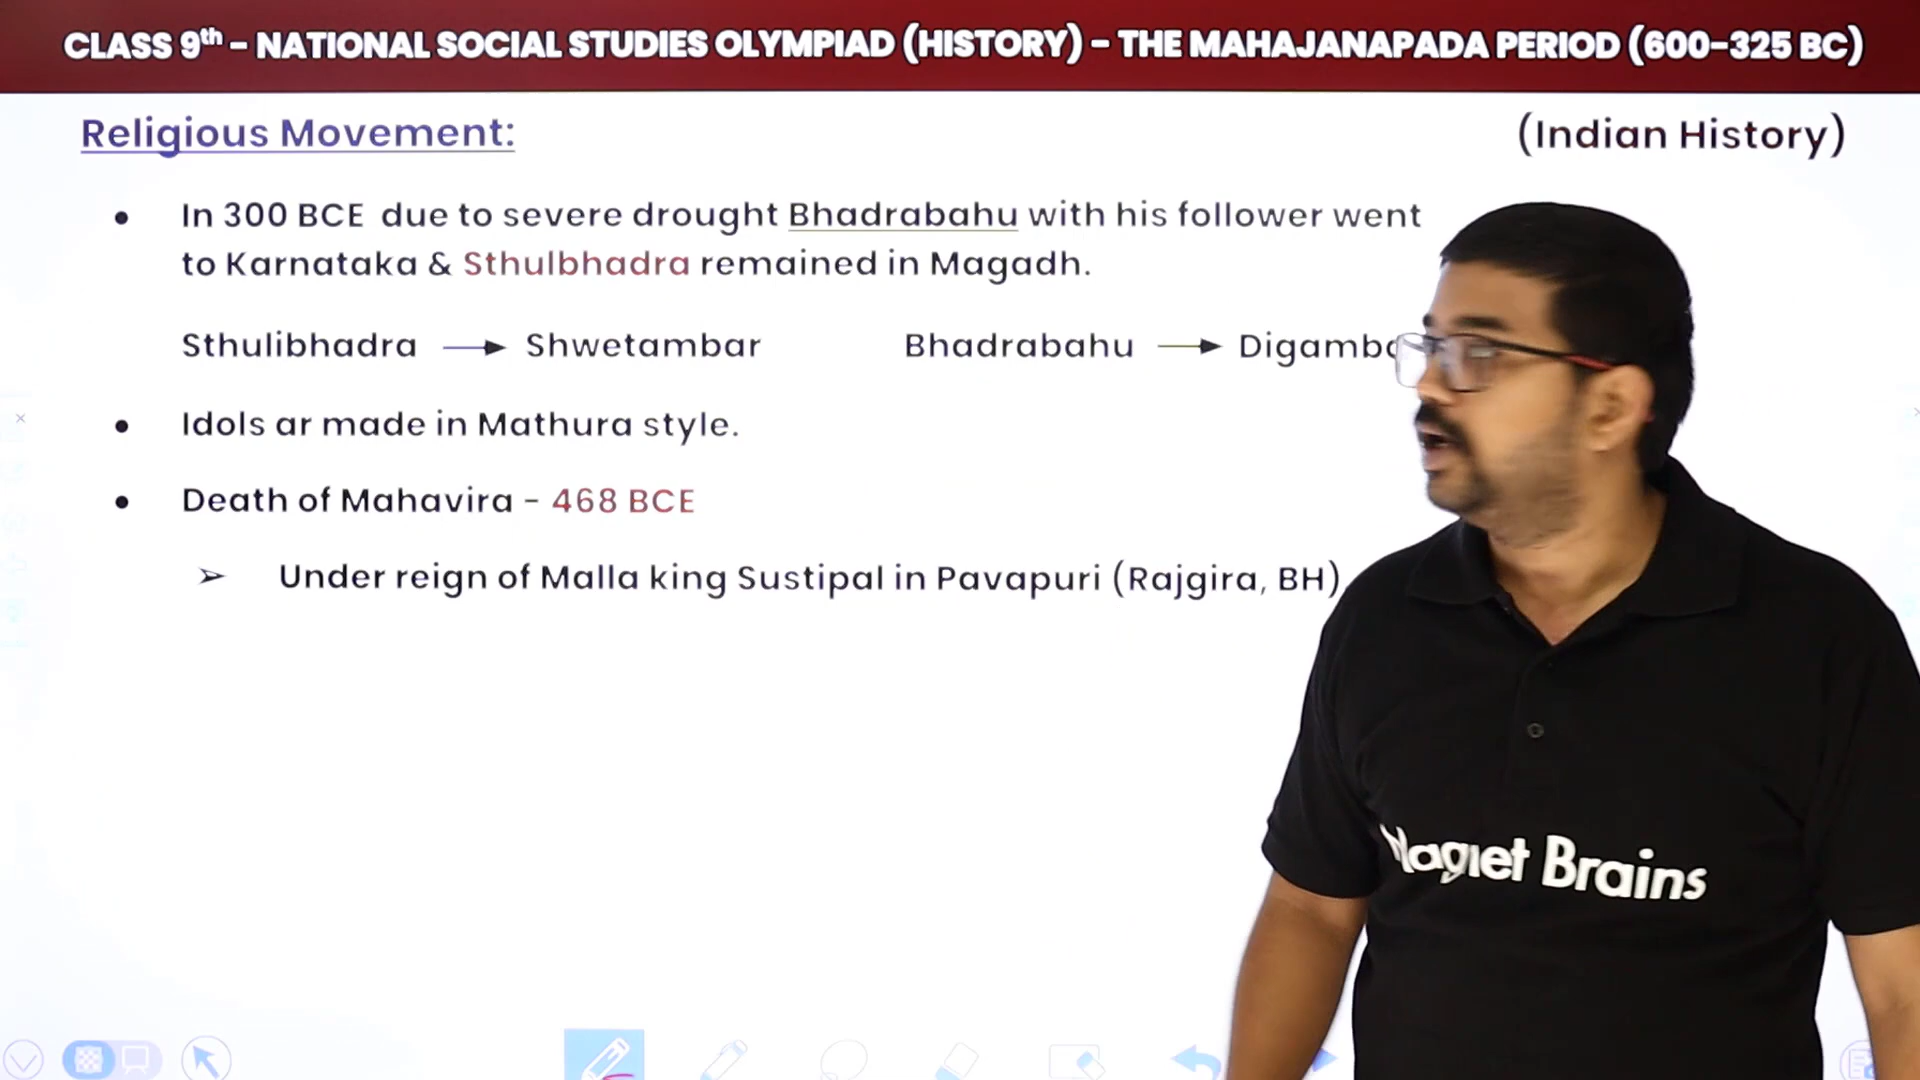 CLASS 9th - NATIONAL SOCIAL STUDIES OLYMPIAD (HISTORY) - THE MAHAJANAPADA PERIOD (600-325 BC)
Religious Movement:
(Indian History)
• In 300 BCE due to severe drought Bhadrabahu with his follower went
to Karnataka & Sthulbhadra remained in Magadh.
Sthulibhadra → Shwetambar Bhadrabahu →
• Idols ar made in Mathura style.
• Death of Mahavira - 468 BCE
➢ Under reign of Malla king Sustipal in Pavapuri (Rajgira, BH)
Brains